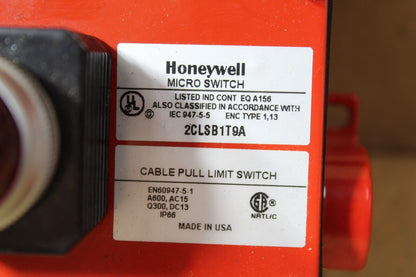 Honeywell
MICRO SWITCH
LISTED IND CONT EQ A156
ALSO CLASSIFIED IN ACCORDANCE WITH
IEC 947-5-5 ENC TYPE 1,13
UL
2CLSB1T9A
CABLE PULL LIMIT SWITCH
EN60947-5-1
A600, AC15
Q300, DC13
IP66
NRTL/C
MADE IN USA